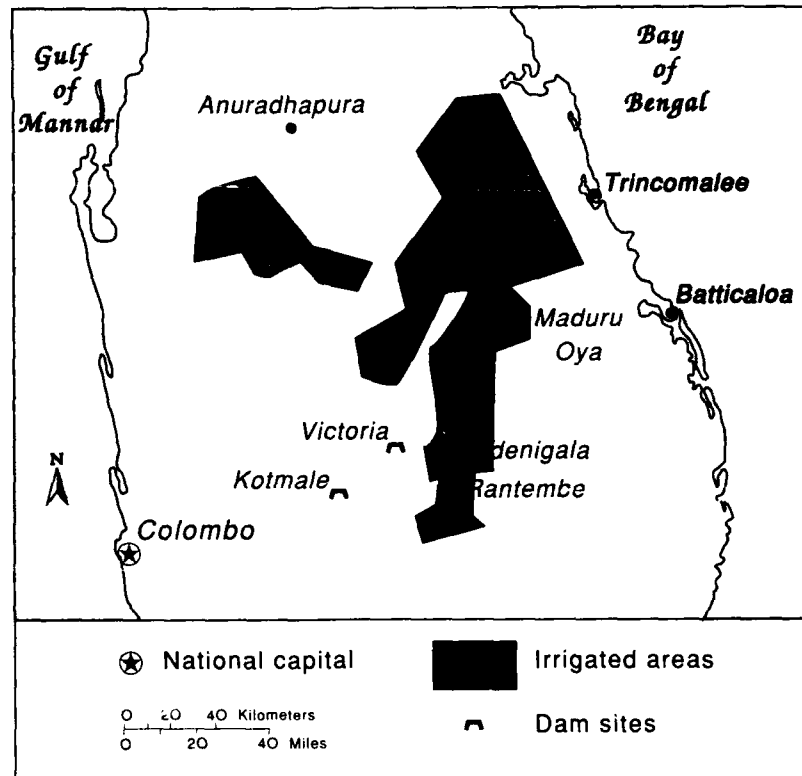 Gulf
of
Mannar
Bay
of
Bengal
Anuradhapura
Trincomalee
Batticaloa
Maduru
Oya
Victoria
denigala
Kotmale
Rantembe
N
Colombo
National capital
Irrigated areas
0 20 40 Kilometers
0 20 40 Miles
Dam sites